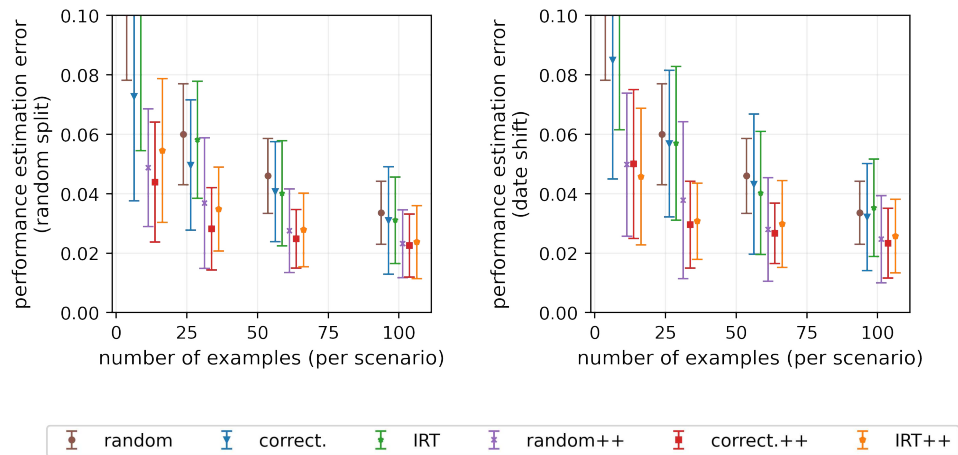 performance estimation error
(random split)
0.10
0.08
0.06
0.04
0.02
0.00
0 25 50 75 100
number of examples (per scenario)
performance estimation error
(date shift)
0.10
0.08
0.06
0.04
0.02
0.00
0 25 50 75 100
number of examples (per scenario)
random correct. IRT random++ correct.++ IRT++